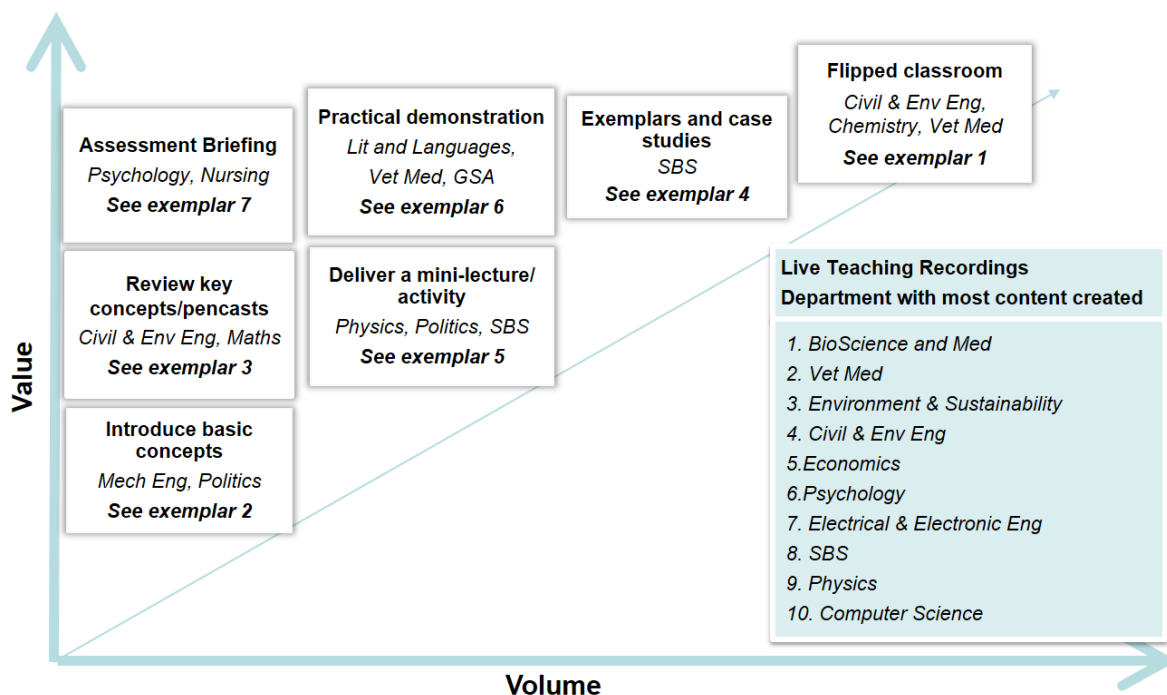 Flipped classroom
Civil & Env Eng,
Chemistry, Vet Med
See exemplar 1
Practical demonstration
Lit and Languages,
Vet Med, GSA
See exemplar 6
Exemplars and case
studies
SBS
See exemplar 4
Assessment Briefing
Psychology, Nursing
See exemplar 7
Review key
concepts/pencasts
Civil & Env Eng, Maths
See exemplar 3
Deliver a mini-lecture/
activity
Physics, Politics, SBS
See exemplar 5
Introduce basic
concepts
Mech Eng, Politics
See exemplar 2
Live Teaching Recordings
Department with most content created
1. BioScience and Med
2. Vet Med
3. Environment & Sustainability
4. Civil & Env Eng
5.Economics
6.Psychology
7. Electrical & Electronic Eng
8. SBS
9. Physics
10. Computer Science
Value
Volume